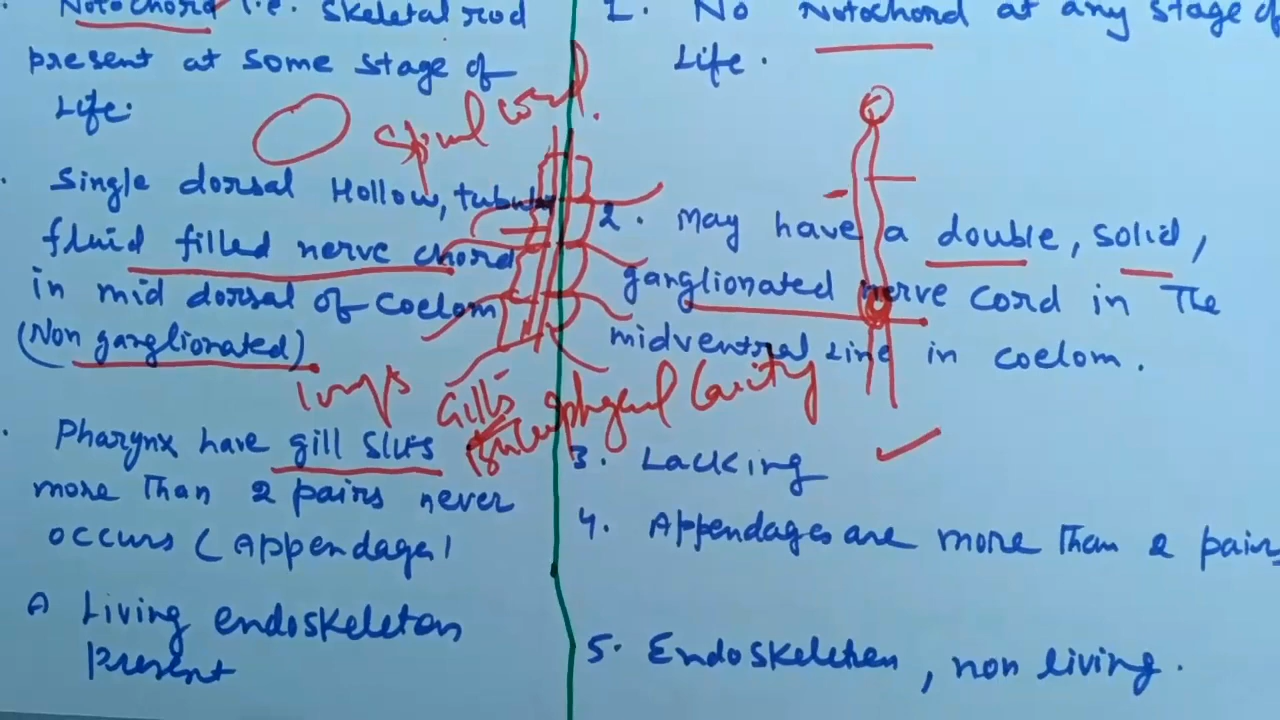 Notochord i.e. Skeletal rod
present at some stage of
Life.
Spinal cord.
Single dorsal Hollow, tubular
fluid filled nerve chord
in mid dorsal of coelom
(Non ganglionated)
lungs Gills
Pharynx have gill slits
more Than 2 pairs never
occurs (Appendages)
Living endoskeleton
present
1. No Notochord at any stage of
Life.
2. May have a double, solid,
ganglionated nerve cord in The
midventral Line in coelom.
cavity
3. Lacking
4. Appendages are more Than 2 pairs
5. Endoskeleton, non living.